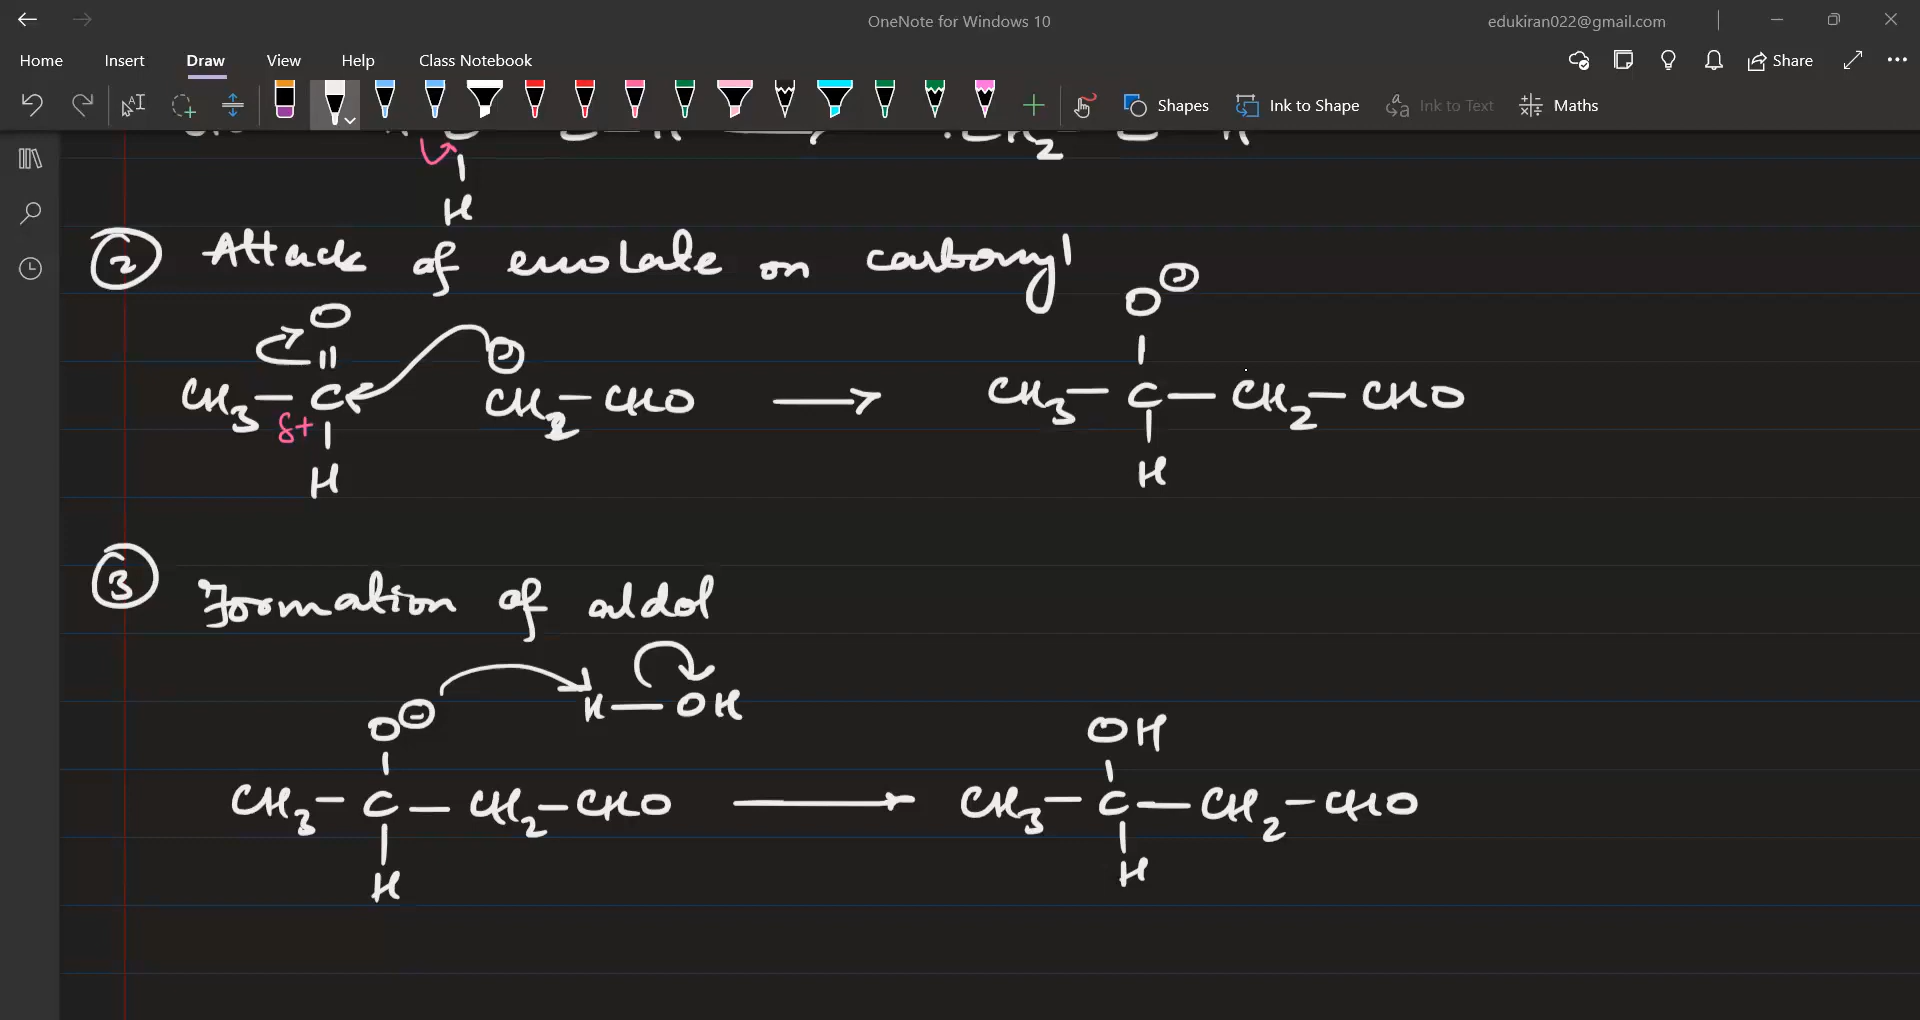 OneNote for Windows 10
edukiran022@gmail.com
Home Insert Draw View Help Class Notebook
Share
Shapes Ink to Shape Ink to Text Maths
H
② Attack of enolate on carbonyl
O O⊖
|| |
CH₃ — C ⊖CH₂ — CHO ⟶ CH₃ — C — CH₂ — CHO
δ+ | |
H H
③ Formation of aldol
O⊖ H — OH OH
| |
CH₃ — C — CH₂ — CHO ⟶ CH₃ — C — CH₂ — CHO
| |
H H